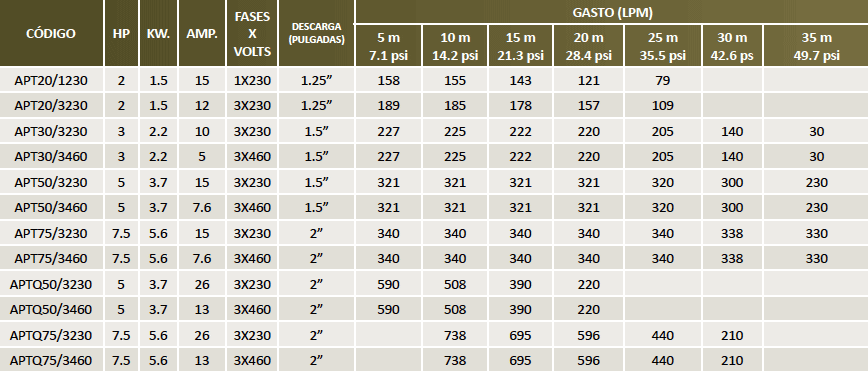 CÓDIGO HP KW. AMP. FASES X VOLTS DESCARGA (PULGADAS) GASTO (LPM)
5 m 10 m 15 m 20 m 25 m 30 m 35 m
7.1 psi 14.2 psi 21.3 psi 28.4 psi 35.5 psi 42.6 ps 49.7 psi
APT20/1230 2 1.5 15 1X230 1.25” 158 155 143 121 79
APT20/3230 2 1.5 12 3X230 1.25” 189 185 178 157 109
APT30/3230 3 2.2 10 3X230 1.5” 227 225 222 220 205 140 30
APT30/3460 3 2.2 5 3X460 1.5” 227 225 222 220 205 140 30
APT50/3230 5 3.7 15 3X230 1.5” 321 321 321 321 320 300 230
APT50/3460 5 3.7 7.6 3X460 1.5” 321 321 321 321 320 300 230
APT75/3230 7.5 5.6 15 3X230 2” 340 340 340 340 340 338 330
APT75/3460 7.5 5.6 7.6 3X460 2” 340 340 340 340 340 338 330
APTQ50/3230 5 3.7 26 3X230 2” 590 508 390 220
APTQ50/3460 5 3.7 13 3X460 2” 590 508 390 220
APTQ75/3230 7.5 5.6 26 3X230 2” 738 695 596 440 210
APTQ75/3460 7.5 5.6 13 3X460 2” 738 695 596 440 210